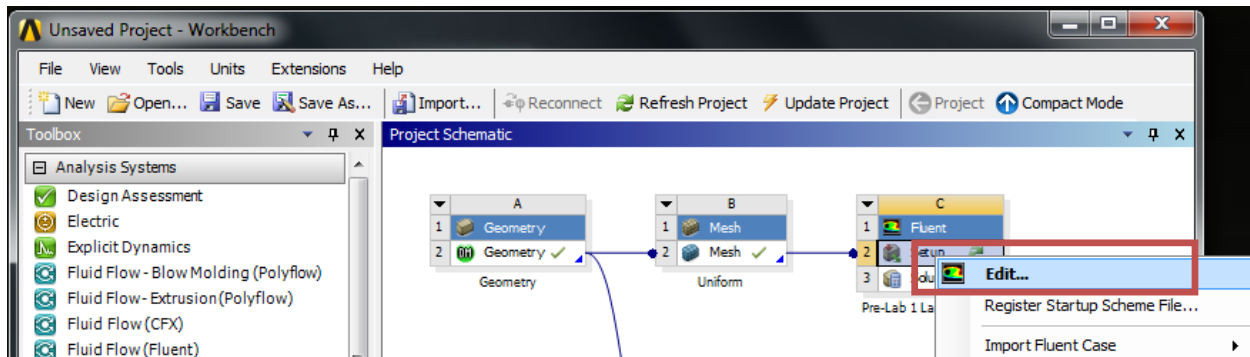 Unsaved Project - Workbench
File View Tools Units Extensions Help
New Open... Save Save As... Import... Reconnect Refresh Project Update Project Project Compact Mode
Toolbox
Project Schematic
Analysis Systems
Design Assessment
Electric
Explicit Dynamics
Fluid Flow - Blow Molding (Polyflow)
Fluid Flow - Extrusion (Polyflow)
Fluid Flow (CFX)
Fluid Flow (Fluent)
A
1 Geometry
2 Geometry
Geometry
B
1 Mesh
2 Mesh
Uniform
C
1 Fluent
2 Setup
3
Pre-Lab 1 La
Edit...
Register Startup Scheme File...
Import Fluent Case